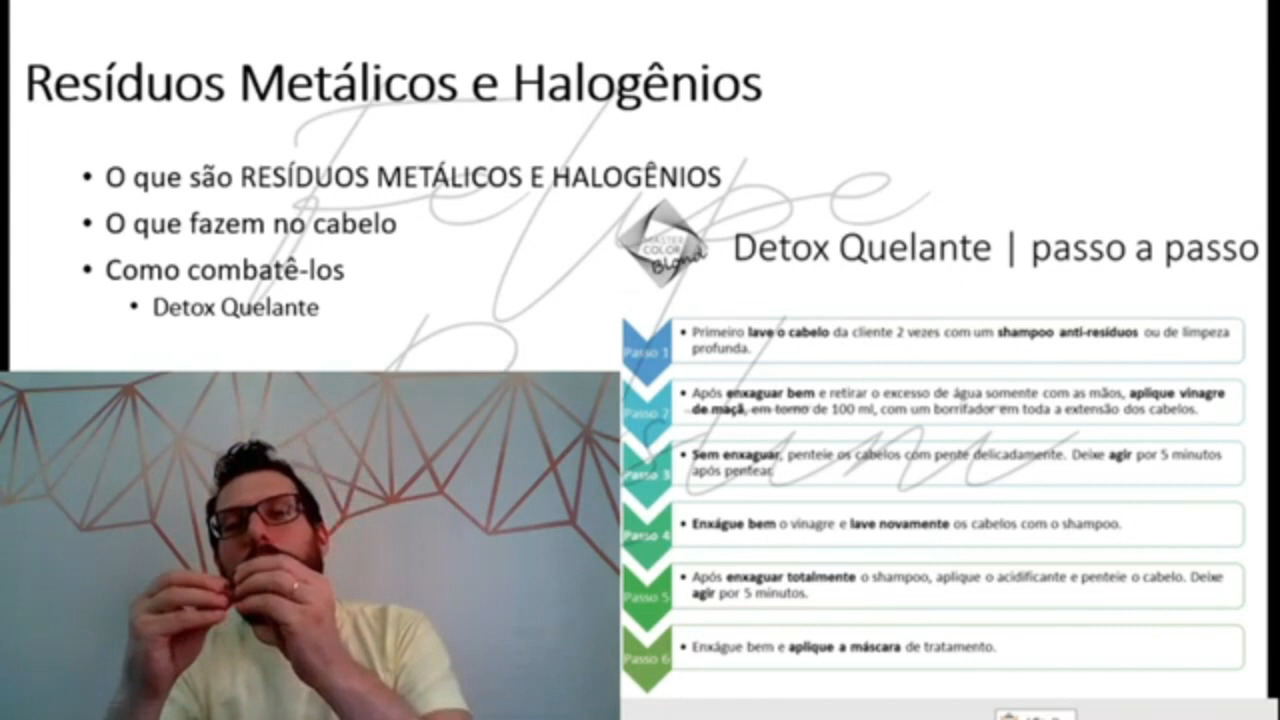 Resíduos Metálicos e Halogênios
• O que são RESÍDUOS METÁLICOS E HALOGÊNIOS
• O que fazem no cabelo
• Como combatê-los
• Detox Quelante
Felipe
MASTER
COLOR
Blond
Detox Quelante | passo a passo
Passo 1
• Primeiro lave o cabelo da cliente 2 vezes com um shampoo anti-resíduos ou de limpeza
profunda.
Passo 2
• Após enxaguar bem e retirar o excesso de água somente com as mãos, aplique vinagre
de maçã, em torno de 100 ml, com um borrifador em toda a extensão dos cabelos.
Passo 3
• Sem enxaguar, penteie os cabelos com pente delicadamente. Deixe agir por 5 minutos
após pentear.
Passo 4
• Enxágue bem o vinagre e lave novamente os cabelos com o shampoo.
Passo 5
• Após enxaguar totalmente o shampoo, aplique o acidificante e penteie o cabelo. Deixe
agir por 5 minutos.
Passo 6
• Enxágue bem e aplique a máscara de tratamento.